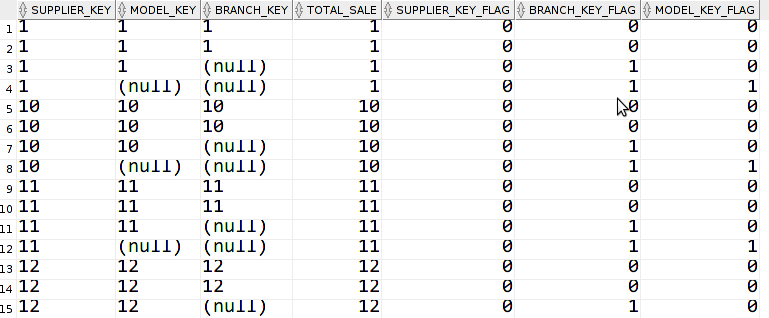 SUPPLIER_KEY MODEL_KEY BRANCH_KEY TOTAL_SALE SUPPLIER_KEY_FLAG BRANCH_KEY_FLAG MODEL_KEY_FLAG
1 1 1 1 1 0 0 0
2 1 1 1 1 0 0 0
3 1 1 (null) 1 0 1 0
4 1 (null) (null) 1 0 1 1
5 10 10 10 10 0 0 0
6 10 10 10 10 0 0 0
7 10 10 (null) 10 0 1 0
8 10 (null) (null) 10 0 1 1
9 11 11 11 11 0 0 0
10 11 11 11 11 0 0 0
11 11 11 (null) 11 0 1 0
12 11 (null) (null) 11 0 1 1
13 12 12 12 12 0 0 0
14 12 12 12 12 0 0 0
15 12 12 (null) 12 0 1 0